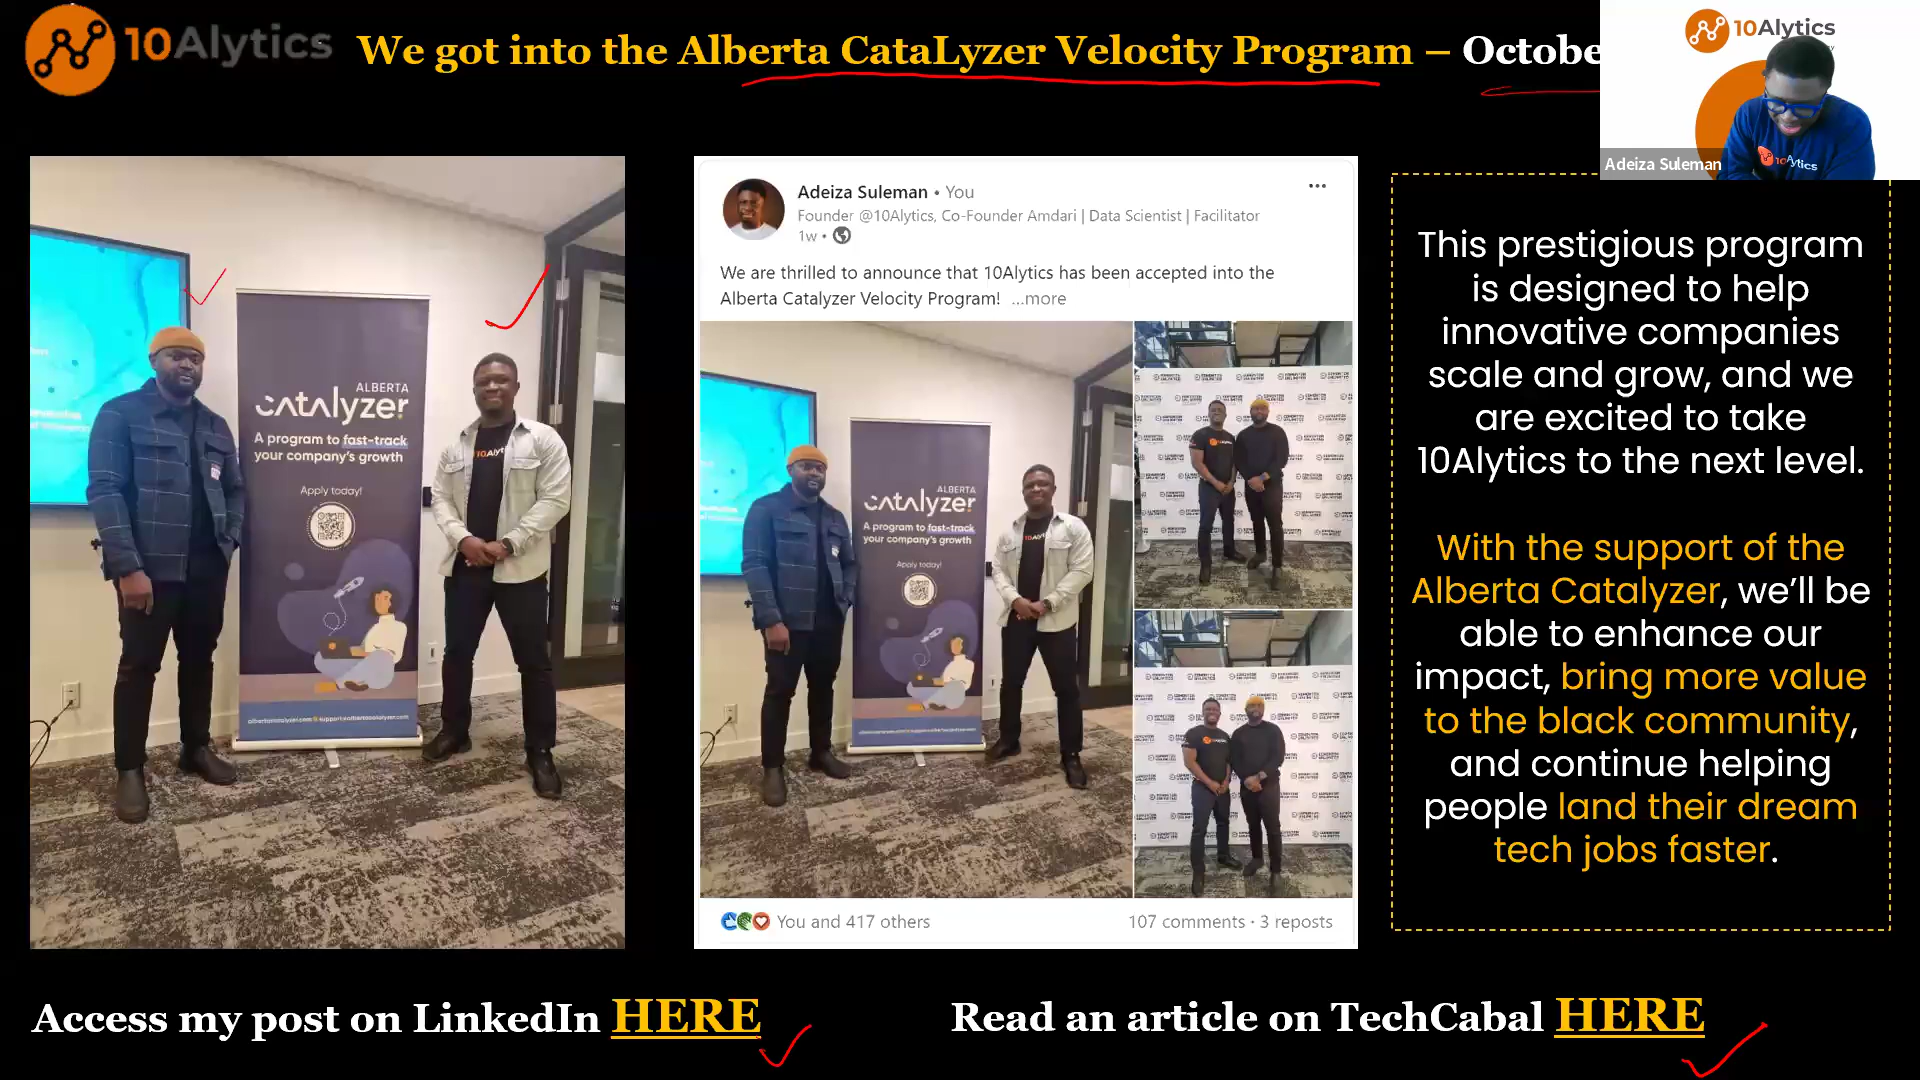 10Alytics
We got into the Alberta CataLyzer Velocity Program – Octobe
10Alytics
Adeiza Suleman
10Alytics
ALBERTA
catalyzer
A program to fast-track
your company's growth
Apply today!
10Alyt
Adeiza Suleman • You
Founder @10Alytics, Co-Founder Amdari | Data Scientist | Facilitator
1w •
We are thrilled to announce that 10Alytics has been accepted into the
Alberta Catalyzer Velocity Program! ...more
ALBERTA
catalyzer
A program to fast-track
your company's growth
Apply today!
10Alyt
You and 417 others
107 comments · 3 reposts
This prestigious program
is designed to help
innovative companies
scale and grow, and we
are excited to take
10Alytics to the next level.
With the support of the
Alberta Catalyzer, we'll be
able to enhance our
impact, bring more value
to the black community,
and continue helping
people land their dream
tech jobs faster.
Access my post on LinkedIn HERE
Read an article on TechCabal HERE